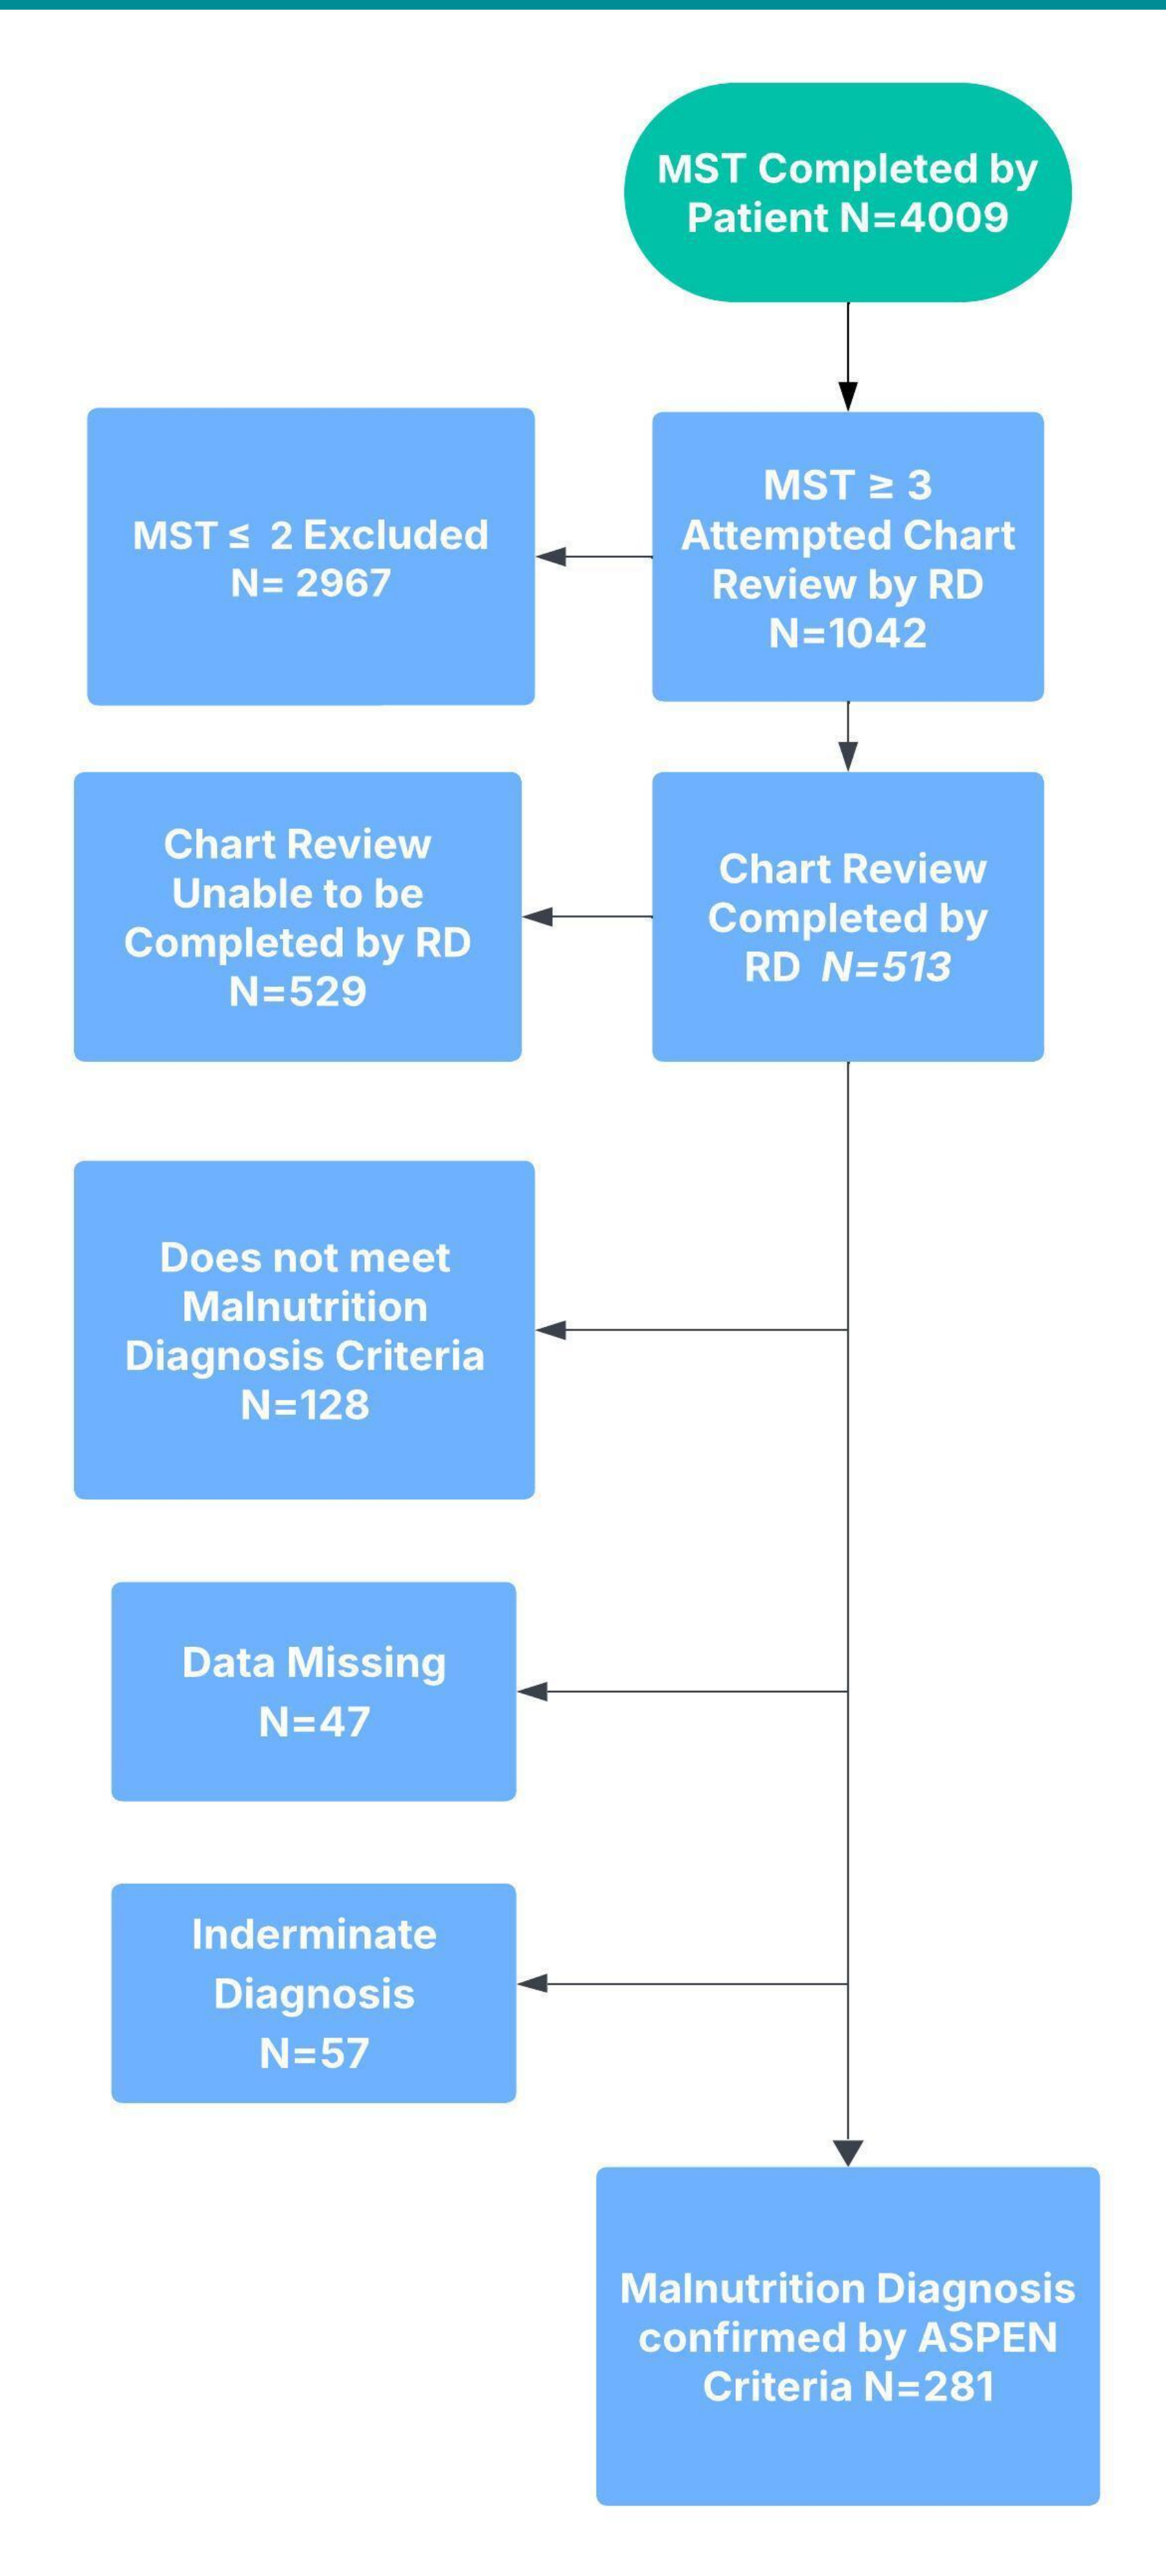 MST Completed by
Patient N=4009
MST ≥ 3
Attempted Chart
Review by RD
N=1042
MST ≤ 2 Excluded
N= 2967
Chart Review
Completed by
RD N=513
Chart Review
Unable to be
Completed by RD
N=529
Does not meet
Malnutrition
Diagnosis Criteria
N=128
Data Missing
N=47
Inderminate
Diagnosis
N=57
Malnutrition Diagnosis
confirmed by ASPEN
Criteria N=281